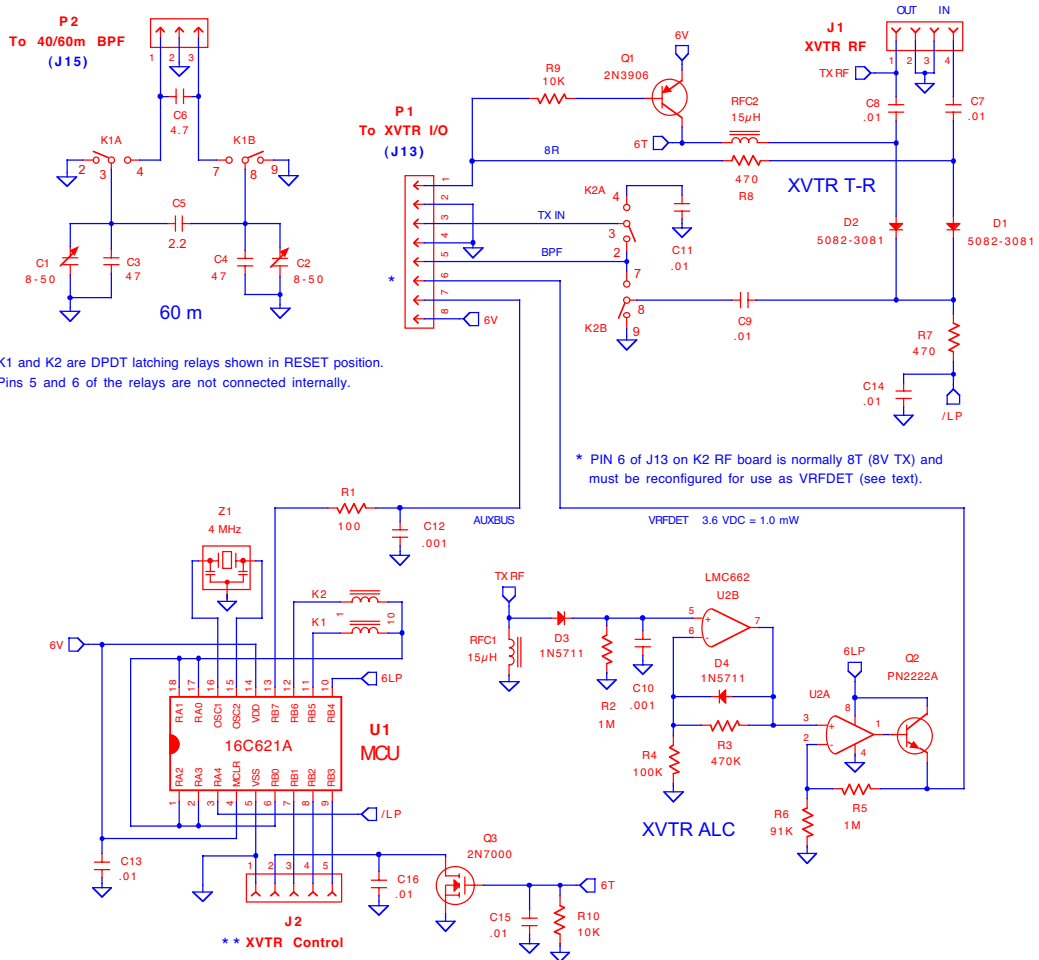 P2
To 40/60m BPF
(J15)
1 2 3
C6
4.7
K1A
K1B
2 3 4
7 8 9
C5
2.2
C1
8-50
C3
47
C4
47
C2
8-50
60 m
K1 and K2 are DPDT latching relays shown in RESET position.
Pins 5 and 6 of the relays are not connected internally.
P1
To XVTR I/O
(J13)
1
2
3
4
5
6
7
8
*
6V
R9
10K
Q1
2N3906
6V
6T
RFC2
15µH
8R
470
R8
XVTR T-R
TX IN
BPF
K2A
4
3
2
C11
.01
7
8
9
K2B
C9
.01
OUT IN
J1
XVTR RF
1 2 3 4
TX RF
C8
.01
C7
.01
D2
5082-3081
D1
5082-3081
R7
470
C14
.01
/LP
* PIN 6 of J13 on K2 RF board is normally 8T (8V TX) and
must be reconfigured for use as VRFDET (see text).
R1
100
C12
.001
AUXBUS
VRFDET 3.6 VDC = 1.0 mW
Z1
4 MHz
K2
1 10
K1
6V
6LP
18 17 16 15 14 13 12 11 10
RA1 RA0 OSC1 OSC2 VDD RB7 RB6 RB5 RB4
16C621A
U1
MCU
RA2 RA3 RA4 MCLR VSS RB0 RB1 RB2 RB3
1 2 3 4 5 6 7 8 9
/LP
C13
.01
1 2 3 4 5
J2
** XVTR Control
C16
.01
Q3
2N7000
6T
C15
.01
R10
10K
TX RF
RFC1
15µH
D3
1N5711
R2
1M
C10
.001
LMC662
U2B
5
+
6
-
7
D4
1N5711
R3
470K
R4
100K
XVTR ALC
6LP
Q2
PN2222A
U2A
8
3
+
2
-
1
4
R5
1M
R6
91K